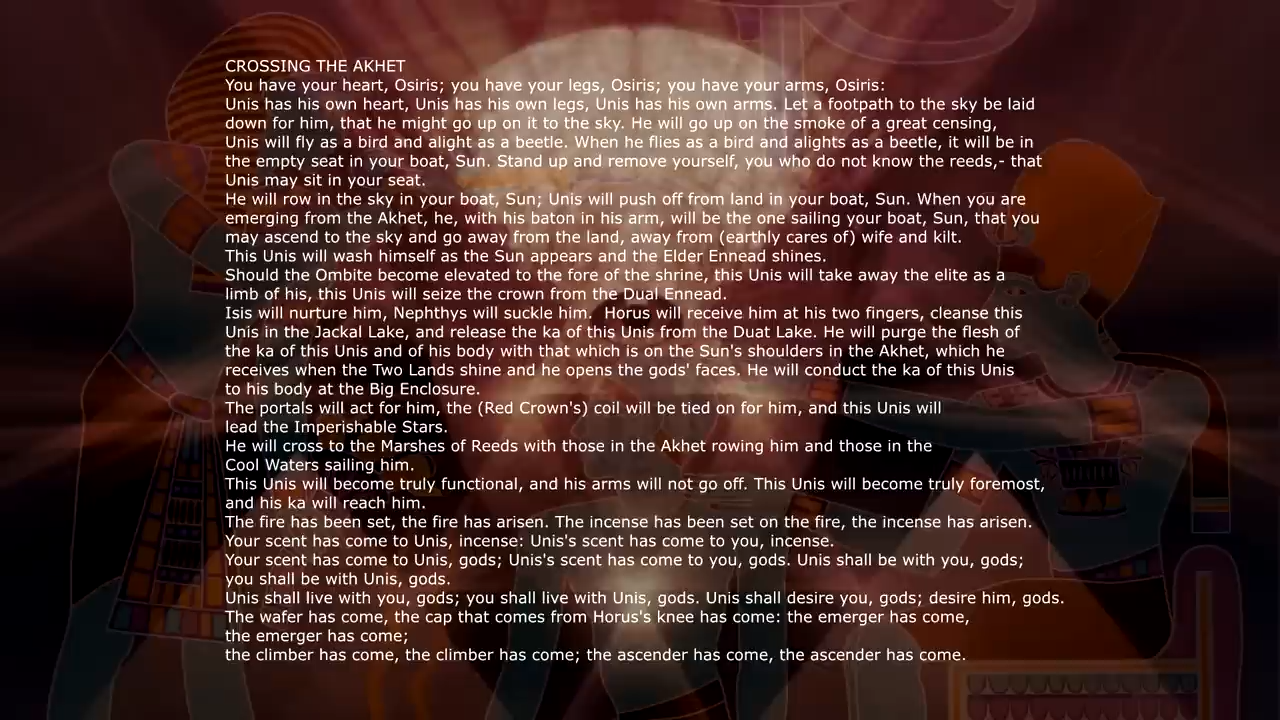 CROSSING THE AKHET
You have your heart, Osiris; you have your legs, Osiris; you have your arms, Osiris:
Unis has his own heart, Unis has his own legs, Unis has his own arms. Let a footpath to the sky be laid
down for him, that he might go up on it to the sky. He will go up on the smoke of a great censing,
Unis will fly as a bird and alight as a beetle. When he flies as a bird and alights as a beetle, it will be in
the empty seat in your boat, Sun. Stand up and remove yourself, you who do not know the reeds,- that
Unis may sit in your seat.
He will row in the sky in your boat, Sun; Unis will push off from land in your boat, Sun. When you are
emerging from the Akhet, he, with his baton in his arm, will be the one sailing your boat, Sun, that you
may ascend to the sky and go away from the land, away from (earthly cares of) wife and kilt.
This Unis will wash himself as the Sun appears and the Elder Ennead shines.
Should the Ombite become elevated to the fore of the shrine, this Unis will take away the elite as a
limb of his, this Unis will seize the crown from the Dual Ennead.
Isis will nurture him, Nephthys will suckle him.  Horus will receive him at his two fingers, cleanse this
Unis in the Jackal Lake, and release the ka of this Unis from the Duat Lake. He will purge the flesh of
the ka of this Unis and of his body with that which is on the Sun's shoulders in the Akhet, which he
receives when the Two Lands shine and he opens the gods' faces. He will conduct the ka of this Unis
to his body at the Big Enclosure.
The portals will act for him, the (Red Crown's) coil will be tied on for him, and this Unis will
lead the Imperishable Stars.
He will cross to the Marshes of Reeds with those in the Akhet rowing him and those in the
Cool Waters sailing him.
This Unis will become truly functional, and his arms will not go off. This Unis will become truly foremost,
and his ka will reach him.
The fire has been set, the fire has arisen. The incense has been set on the fire, the incense has arisen.
Your scent has come to Unis, incense: Unis's scent has come to you, incense.
Your scent has come to Unis, gods; Unis's scent has come to you, gods. Unis shall be with you, gods;
you shall be with Unis, gods.
Unis shall live with you, gods; you shall live with Unis, gods. Unis shall desire you, gods; desire him, gods.
The wafer has come, the cap that comes from Horus's knee has come: the emerger has come,
the emerger has come;
the climber has come, the climber has come; the ascender has come, the ascender has come.